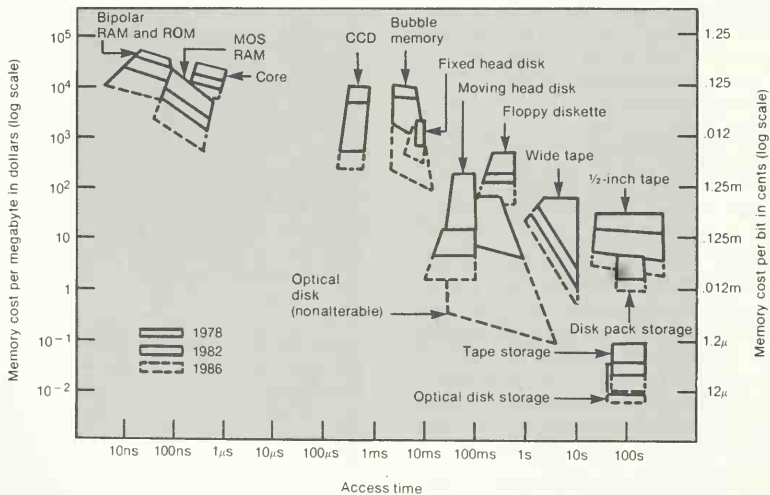 Bipolar
RAM and ROM
MOS
RAM
Core
CCD
Bubble
memory
Fixed head disk
Moving head disk
Floppy diskette
Wide tape
½-inch tape
Optical
disk
(nonalterable)
Disk pack storage
Tape storage
Optical disk storage
1978
1982
1986
Memory cost per megabyte in dollars (log scale)
10⁵
10⁴
10³
10²
10
1
10⁻¹
10⁻²
1.25
.125
.012
1.25m
.125m
.012m
1.2µ
12µ
Memory cost per bit in cents (log scale)
10ns
100ns
1µs
10µs
100µs
1ms
10ms
100ms
1s
10s
100s
Access time